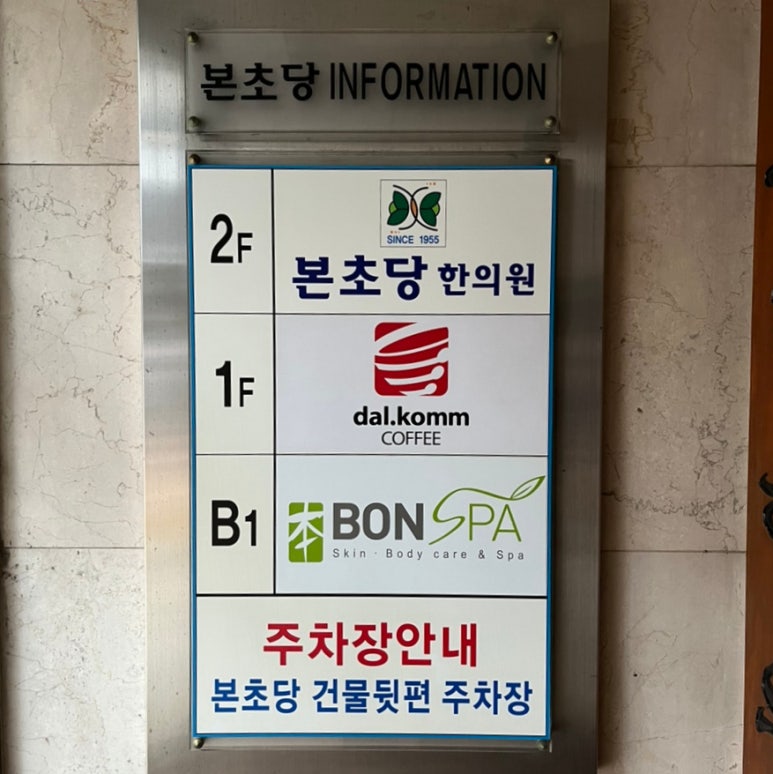 본초당 INFORMATION
2F
SINCE 1955
본초당 한의원
1F
dal.komm
COFFEE
B1
本 BON SPA
Skin · Body care & Spa
주차장안내
본초당 건물뒷편 주차장